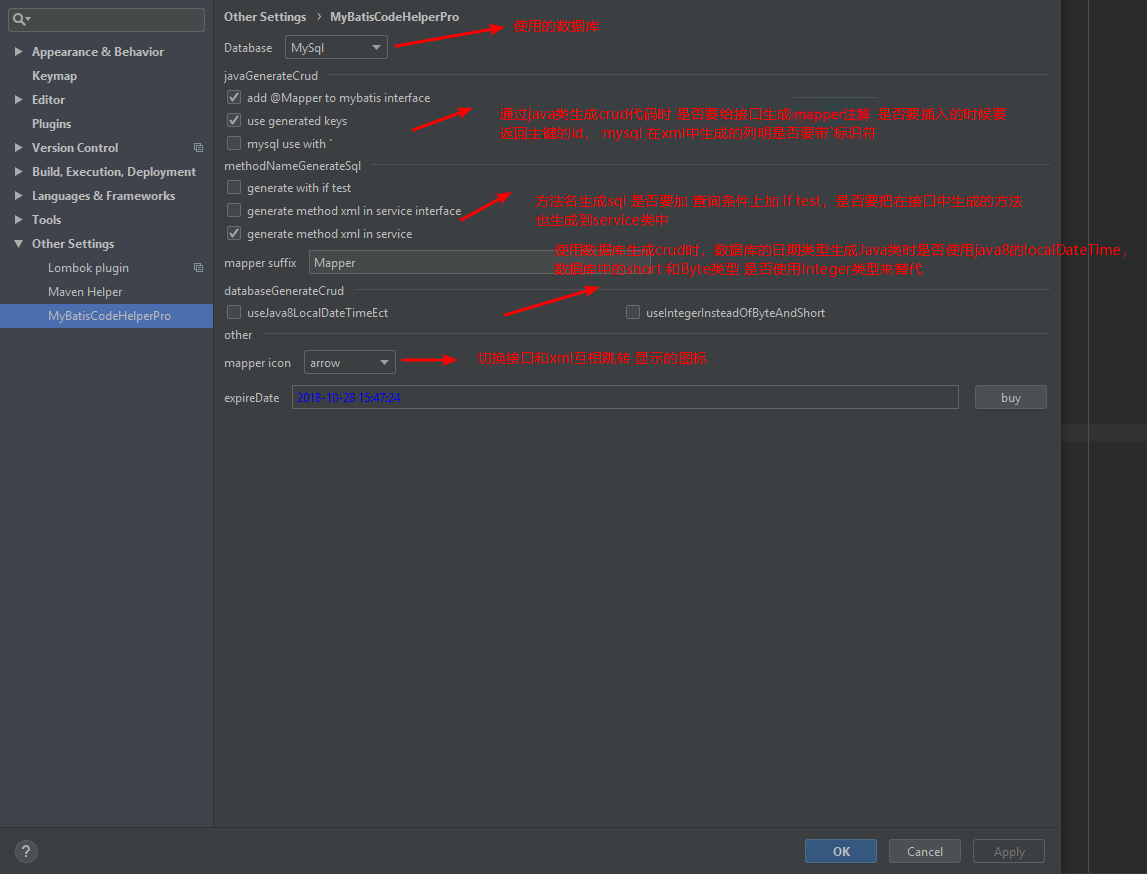 Other Settings › MyBatisCodeHelperPro
使用的数据库
Database MySql
Appearance & Behavior
Keymap
Editor
Plugins
Version Control
Build, Execution, Deployment
Languages & Frameworks
Tools
Other Settings
Lombok plugin
Maven Helper
MyBatisCodeHelperPro
javaGenerateCrud
add @Mapper to mybatis interface
use generated keys
mysql use with `
通过java类生成crud代码时 是否要给接口生成 mapper注解 是否要插入的时候要
返回主键的id， mysql 在xml中生成的列明是否要带`标识符
methodNameGenerateSql
generate with if test
generate method xml in service interface
generate method xml in service
方法名生成sql 是否要加 查询条件上加 if test，是否要把在接口中生成的方法
也生成到service类中
mapper suffix Mapper
使用数据库生成crud时，数据库的日期类型生成Java类时是否使用java8的localDateTime，
数据库中的short 和Byte类型 是否使用Integer类型来替代
databaseGenerateCrud
useJava8LocalDateTimeEct useIntegerInsteadOfByteAndShort
other
mapper icon arrow
切换接口和xml互相跳转 显示的图标
expireDate 2018-10-28 15:47:24 buy
? OK Cancel Apply